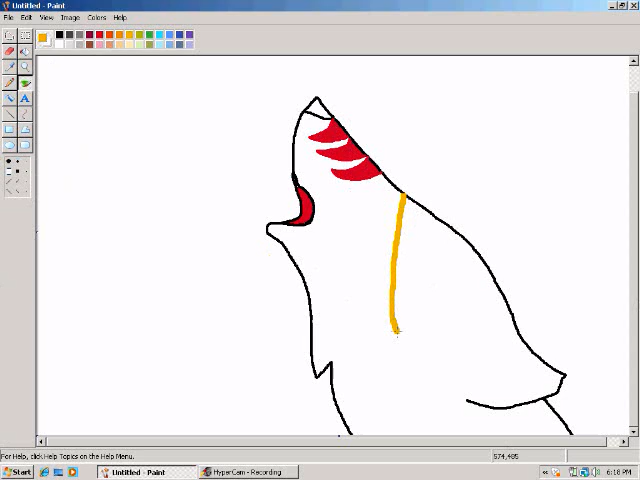 Untitled - Paint
File Edit View Image Colors Help
A
For Help, click Help Topics on the Help Menu.
574,485
Start
Untitled - Paint
HyperCam - Recording
6:18 PM